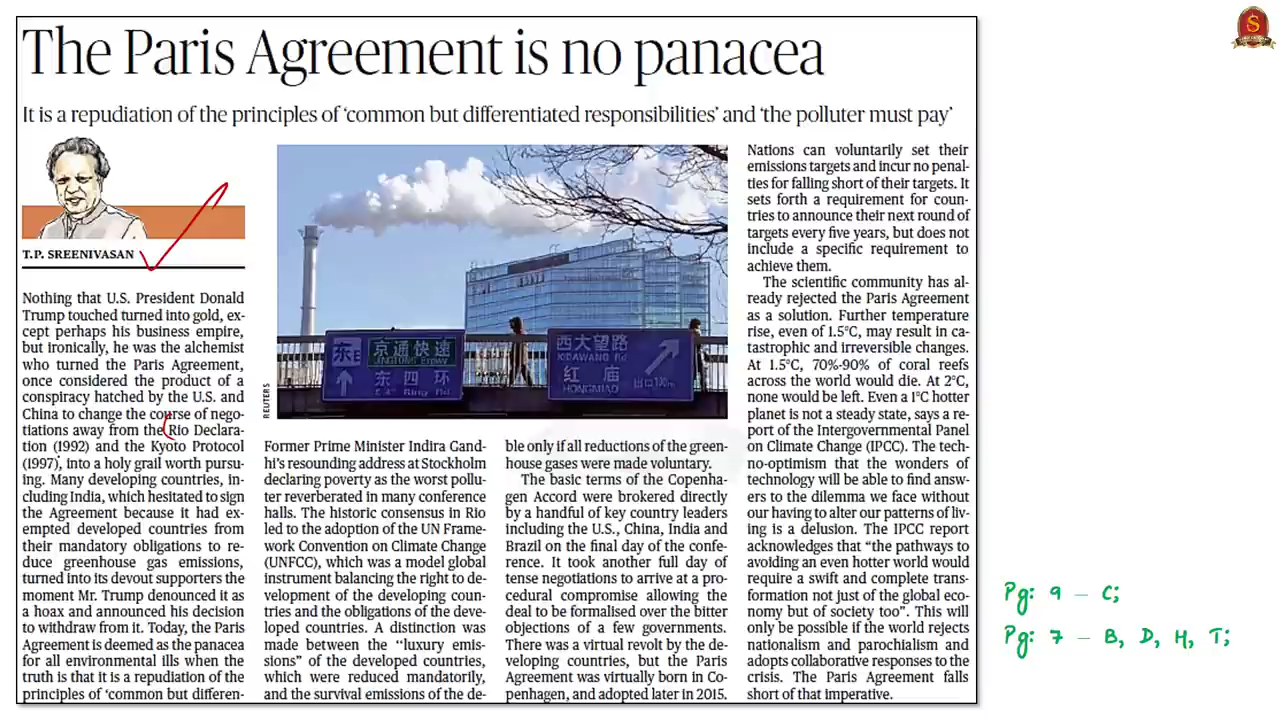 The Paris Agreement is no panacea
It is a repudiation of the principles of ‘common but differentiated responsibilities’ and ‘the polluter must pay’
T.P. SREENIVASAN
Nothing that U.S. President Donald
Trump touched turned into gold, ex-
cept perhaps his business empire,
but ironically, he was the alchemist
who turned the Paris Agreement,
once considered the product of a
conspiracy hatched by the U.S. and
China to change the course of nego-
tiations away from the Rio Declara-
tion (1992) and the Kyoto Protocol
(1997), into a holy grail worth pursu-
ing. Many developing countries, in-
cluding India, which hesitated to sign
the Agreement because it had ex-
empted developed countries from
their mandatory obligations to re-
duce greenhouse gas emissions,
turned into its devout supporters the
moment Mr. Trump denounced it as
a hoax and announced his decision
to withdraw from it. Today, the Paris
Agreement is deemed as the panacea
for all environmental ills when the
truth is that it is a repudiation of the
principles of ‘common but differen-
东E
京通快速
东四环
西大望路
XIDAWANG Rd
红庙
HONGMIAO
REUTERS
Former Prime Minister Indira Gand-
hi’s resounding address at Stockholm
declaring poverty as the worst pollu-
ter reverberated in many conference
halls. The historic consensus in Rio
led to the adoption of the UN Frame-
work Convention on Climate Change
(UNFCC), which was a model global
instrument balancing the right to de-
velopment of the developing coun-
tries and the obligations of the deve-
loped countries. A distinction was
made between the “luxury emis-
sions” of the developed countries,
which were reduced mandatorily,
and the survival emissions of the de-
ble only if all reductions of the green-
house gases were made voluntary.
The basic terms of the Copenha-
gen Accord were brokered directly
by a handful of key country leaders
including the U.S., China, India and
Brazil on the final day of the confe-
rence. It took another full day of
tense negotiations to arrive at a pro-
cedural compromise allowing the
deal to be formalised over the bitter
objections of a few governments.
There was a virtual revolt by the de-
veloping countries, but the Paris
Agreement was virtually born in Co-
penhagen, and adopted later in 2015.
Nations can voluntarily set their
emissions targets and incur no penal-
ties for falling short of their targets. It
sets forth a requirement for coun-
tries to announce their next round of
targets every five years, but does not
include a specific requirement to
achieve them.
The scientific community has al-
ready rejected the Paris Agreement
as a solution. Further temperature
rise, even of 1.5°C, may result in ca-
tastrophic and irreversible changes.
At 1.5°C, 70%-90% of coral reefs
across the world would die. At 2°C,
none would be left. Even a 1°C hotter
planet is not a steady state, says a re-
port of the Intergovernmental Panel
on Climate Change (IPCC). The tech-
no-optimism that the wonders of
technology will be able to find answ-
ers to the dilemma we face without
our having to alter our patterns of liv-
ing is a delusion. The IPCC report
acknowledges that “the pathways to
avoiding an even hotter world would
require a swift and complete trans-
formation not just of the global eco-
nomy but of society too”. This will
only be possible if the world rejects
nationalism and parochialism and
adopts collaborative responses to the
crisis. The Paris Agreement falls
short of that imperative.
Pg: 9 – C;
Pg: 7 – B, D, H, T;